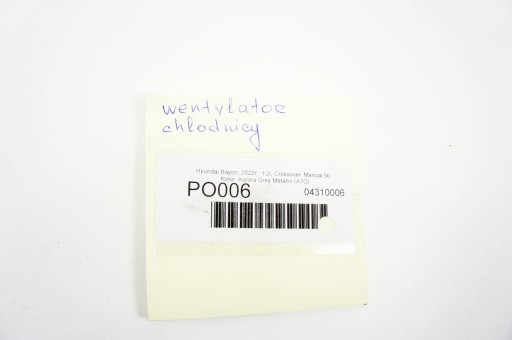 wentylator
chłodnicy
Hyundai Bayon, 2022r., 1.2i, Crossover, Manual 5b
Kolor: Aurora Grey Metallic (A7G)
PO006 04310006